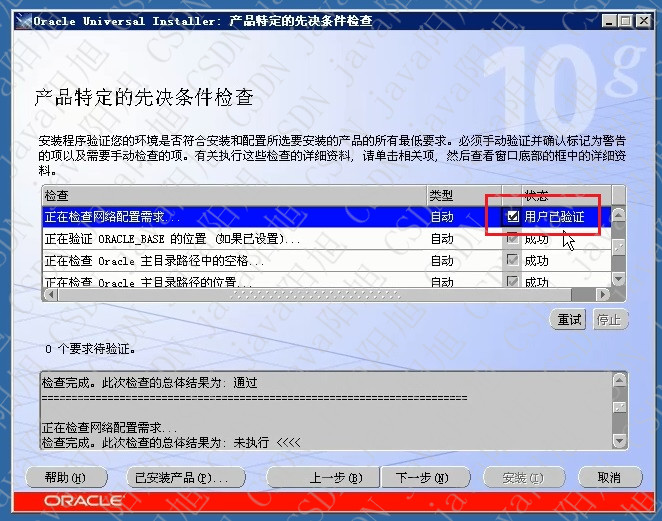 Oracle Universal Installer: 产品特定的先决条件检查
10g
产品特定的先决条件检查
安装程序验证您的环境是否符合安装和配置所选要安装的产品的所有最低要求。必须手动验证并确认标记为警告
的项以及需要手动检查的项。有关执行这些检查的详细资料,请单击相关项,然后查看窗口底部的框中的详细资
料。
检查 类型 状态
正在检查网络配置需求... 自动 用户已验证
正在验证 ORACLE_BASE 的位置 (如果已设置)... 自动 成功
正在检查 Oracle 主目录路径中的空格... 自动 成功
正在检查 Oracle 主目录路径的位置... 自动 成功
重试 停止
0 个要求待验证。
检查完成。此次检查的总体结果为: 通过
========================================================================
正在检查网络配置需求...
检查完成。此次检查的总体结果为: 未执行 <<<<
帮助(H) 已安装产品(P)... 上一步(B) 下一步(N) 安装(I) 取消
ORACLE